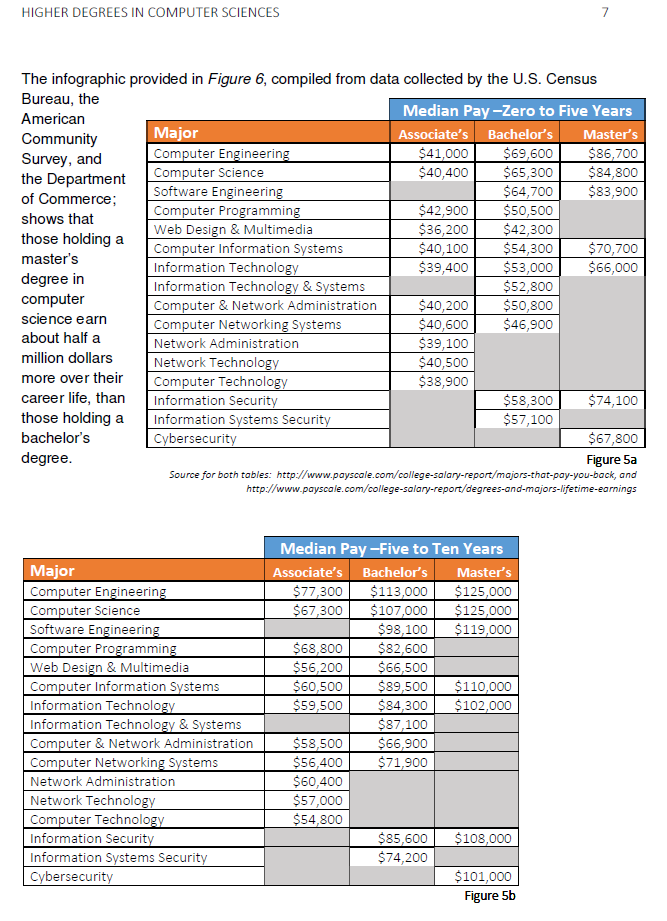 HIGHER DEGREES IN COMPUTER SCIENCES 7
The infographic provided in Figure 6, compiled from data collected by the U.S. Census
Bureau, the
American
Community
Survey, and
the Department
of Commerce;
shows that
those holding a
master's
degree in
computer
science earn
about half a
million dollars
more over their
career life, than
those holding a
bachelor's
degree.
Median Pay –Zero to Five Years
Major Associate's Bachelor's Master's
Computer Engineering $41,000 $69,600 $86,700
Computer Science $40,400 $65,300 $84,800
Software Engineering $64,700 $83,900
Computer Programming $42,900 $50,500
Web Design & Multimedia $36,200 $42,300
Computer Information Systems $40,100 $54,300 $70,700
Information Technology $39,400 $53,000 $66,000
Information Technology & Systems $52,800
Computer & Network Administration $40,200 $50,800
Computer Networking Systems $40,600 $46,900
Network Administration $39,100
Network Technology $40,500
Computer Technology $38,900
Information Security $58,300 $74,100
Information Systems Security $57,100
Cybersecurity $67,800
Figure 5a
Source for both tables: http://www.payscale.com/college-salary-report/majors-that-pay-you-back, and
http://www.payscale.com/college-salary-report/degrees-and-majors-lifetime-earnings
Median Pay –Five to Ten Years
Major Associate's Bachelor's Master's
Computer Engineering $77,300 $113,000 $125,000
Computer Science $67,300 $107,000 $125,000
Software Engineering $98,100 $119,000
Computer Programming $68,800 $82,600
Web Design & Multimedia $56,200 $66,500
Computer Information Systems $60,500 $89,500 $110,000
Information Technology $59,500 $84,300 $102,000
Information Technology & Systems $87,100
Computer & Network Administration $58,500 $66,900
Computer Networking Systems $56,400 $71,900
Network Administration $60,400
Network Technology $57,000
Computer Technology $54,800
Information Security $85,600 $108,000
Information Systems Security $74,200
Cybersecurity $101,000
Figure 5b